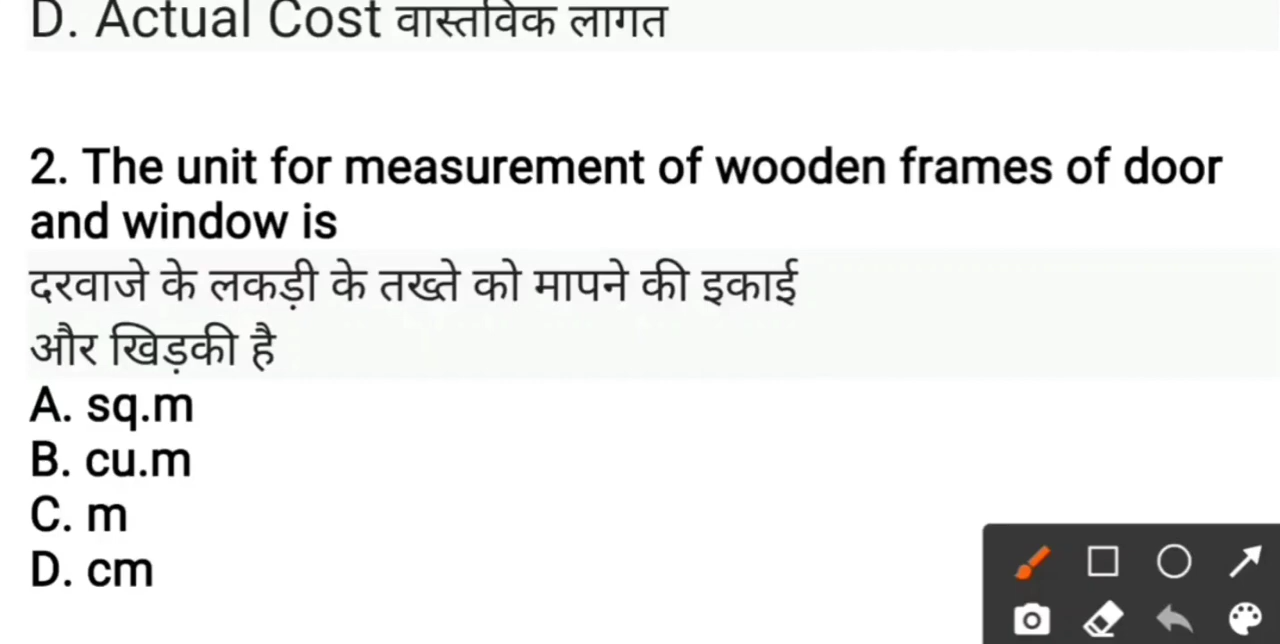 D. Actual Cost वास्तविक लागत
2. The unit for measurement of wooden frames of door
and window is
दरवाजे के लकड़ी के तख्ते को मापने की इकाई
और खिड़की है
A. sq.m
B. cu.m
C. m
D. cm